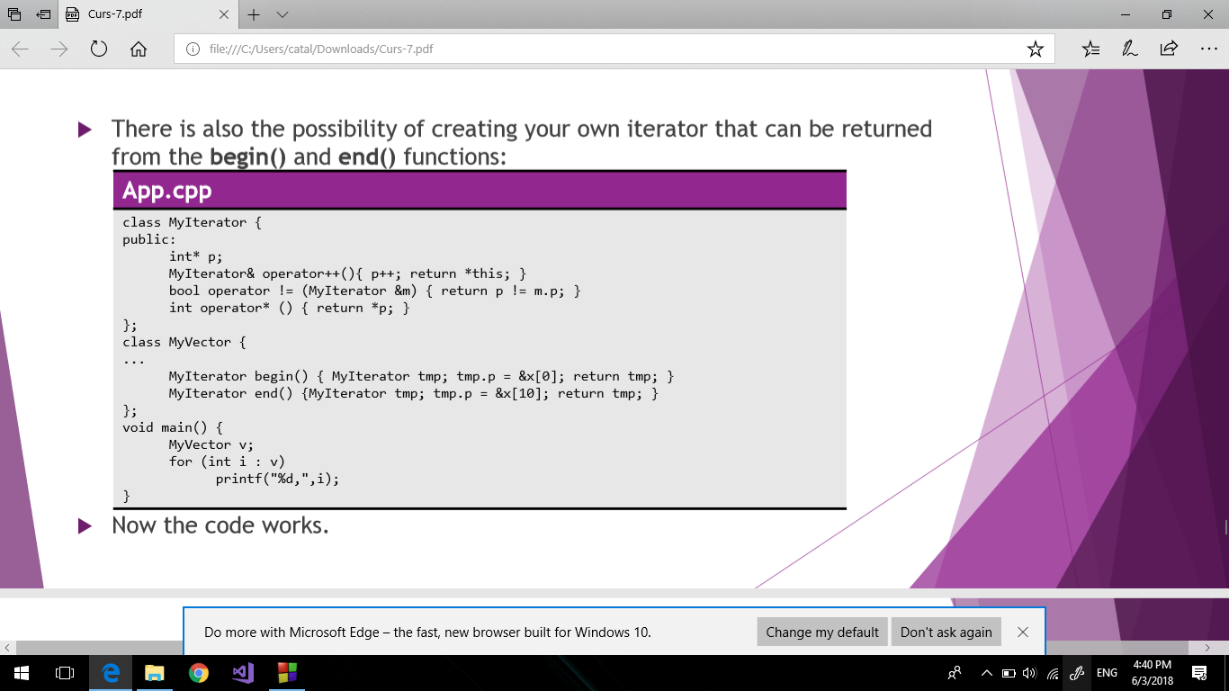 Curs-7.pdf
file:///C:/Users/catal/Downloads/Curs-7.pdf
There is also the possibility of creating your own iterator that can be returned
from the begin() and end() functions:
App.cpp
class MyIterator {
public:
int* p;
MyIterator& operator++(){ p++; return *this; }
bool operator != (MyIterator &m) { return p != m.p; }
int operator* () { return *p; }
};
class MyVector {
...
MyIterator begin() { MyIterator tmp; tmp.p = &x[0]; return tmp; }
MyIterator end() {MyIterator tmp; tmp.p = &x[10]; return tmp; }
};
void main() {
MyVector v;
for (int i : v)
printf("%d,",i);
}
Now the code works.
Do more with Microsoft Edge – the fast, new browser built for Windows 10.
Change my default
Don't ask again
ENG
4:40 PM
6/3/2018